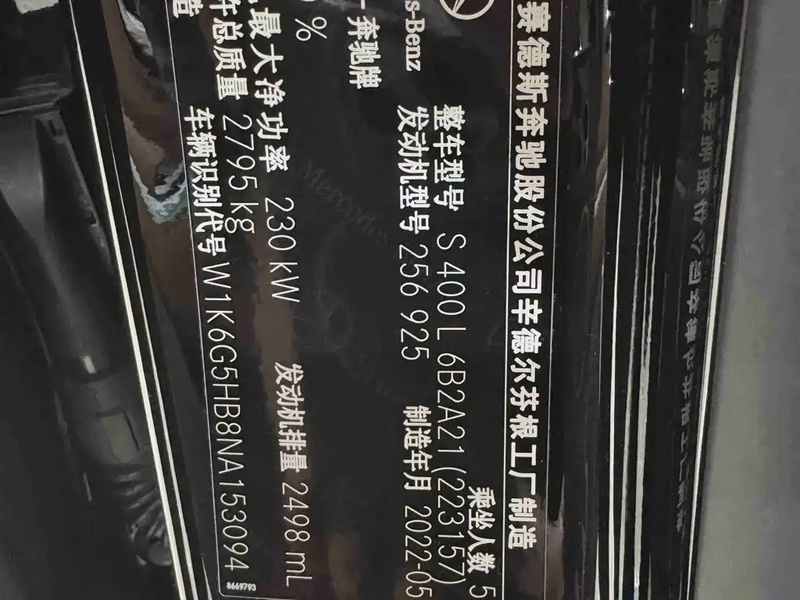 赛德斯奔驰股份公司辛德尔芬根工厂制造
s-Benz
整车型号 S 400 L 6B2A21(223157)
乘坐人数 5
奔驰牌
发动机型号 256 925
制造年月 2022-05
%
最大净功率 230 kW
发动机排量 2498 mL
总质量 2795 kg
造
车辆识别代号 W1K6G5HB8NA153094
8669793